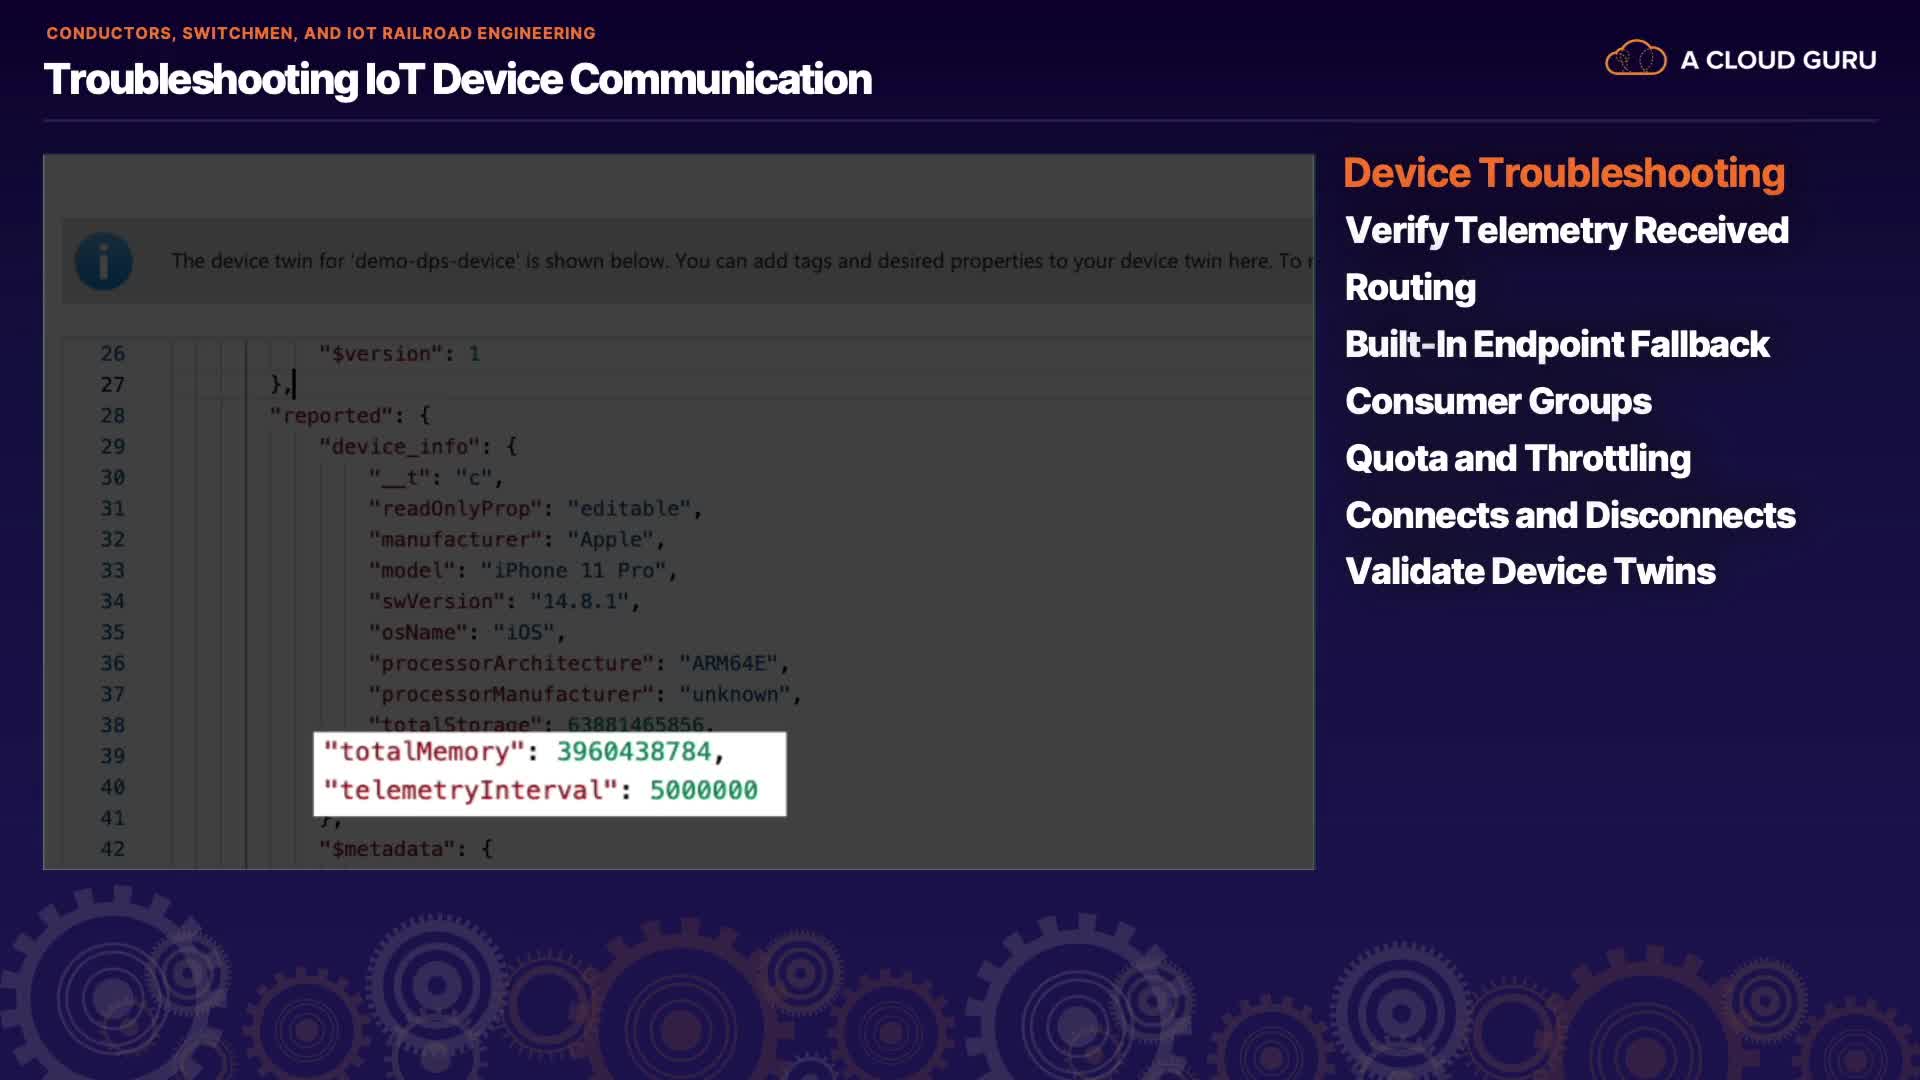 CONDUCTORS, SWITCHMEN, AND IOT RAILROAD ENGINEERING
Troubleshooting IoT Device Communication
A CLOUD GURU
The device twin for 'demo-dps-device' is shown below. You can add tags and desired properties to your device twin here. To
26 "$version": 1
27 },
28 "reported": {
29 "device_info": {
30 "__t": "c",
31 "readOnlyProp": "editable",
32 "manufacturer": "Apple",
33 "model": "iPhone 11 Pro",
34 "swVersion": "14.8.1",
35 "osName": "iOS",
36 "processorArchitecture": "ARM64E",
37 "processorManufacturer": "unknown",
38 "totalStorage": 63881465856,
39 "totalMemory": 3960438784,
40 "telemetryInterval": 5000000
41 },
42 "$metadata": {
Device Troubleshooting
Verify Telemetry Received
Routing
Built-In Endpoint Fallback
Consumer Groups
Quota and Throttling
Connects and Disconnects
Validate Device Twins